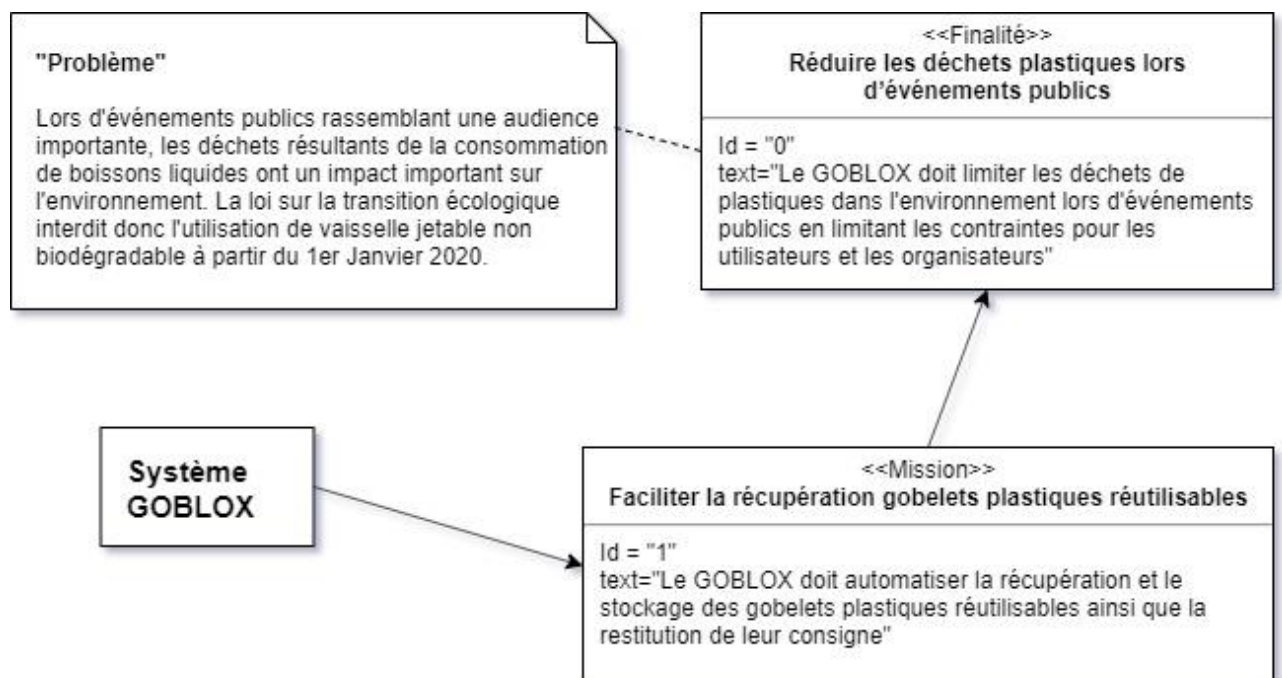 "Problème"
Lors d'événements publics rassemblant une audience
importante, les déchets résultants de la consommation
de boissons liquides ont un impact important sur
l'environnement. La loi sur la transition écologique
interdit donc l'utilisation de vaisselle jetable non
biodégradable à partir du 1er Janvier 2020.
<<Finalité>>
Réduire les déchets plastiques lors
d'événements publics
Id = "0"
text="Le GOBLOX doit limiter les déchets de
plastiques dans l'environnement lors d'événements
publics en limitant les contraintes pour les
utilisateurs et les organisateurs"
Système
GOBLOX
<<Mission>>
Faciliter la récupération gobelets plastiques réutilisables
Id = "1"
text="Le GOBLOX doit automatiser la récupération et le
stockage des gobelets plastiques réutilisables ainsi que la
restitution de leur consigne"